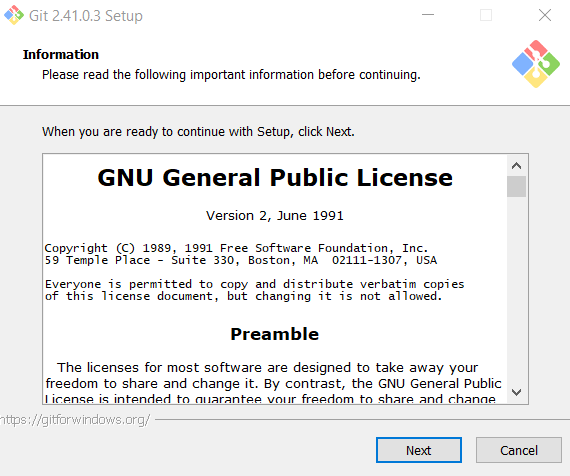 Git 2.41.0.3 Setup
Information
Please read the following important information before continuing.
When you are ready to continue with Setup, click Next.
GNU General Public License
Version 2, June 1991
Copyright (C) 1989, 1991 Free Software Foundation, Inc.
59 Temple Place - Suite 330, Boston, MA  02111-1307, USA
Everyone is permitted to copy and distribute verbatim copies
of this license document, but changing it is not allowed.
Preamble
The licenses for most software are designed to take away your
freedom to share and change it. By contrast, the GNU General Public
License is intended to guarantee your freedom to share and change
https://gitforwindows.org/
Next
Cancel